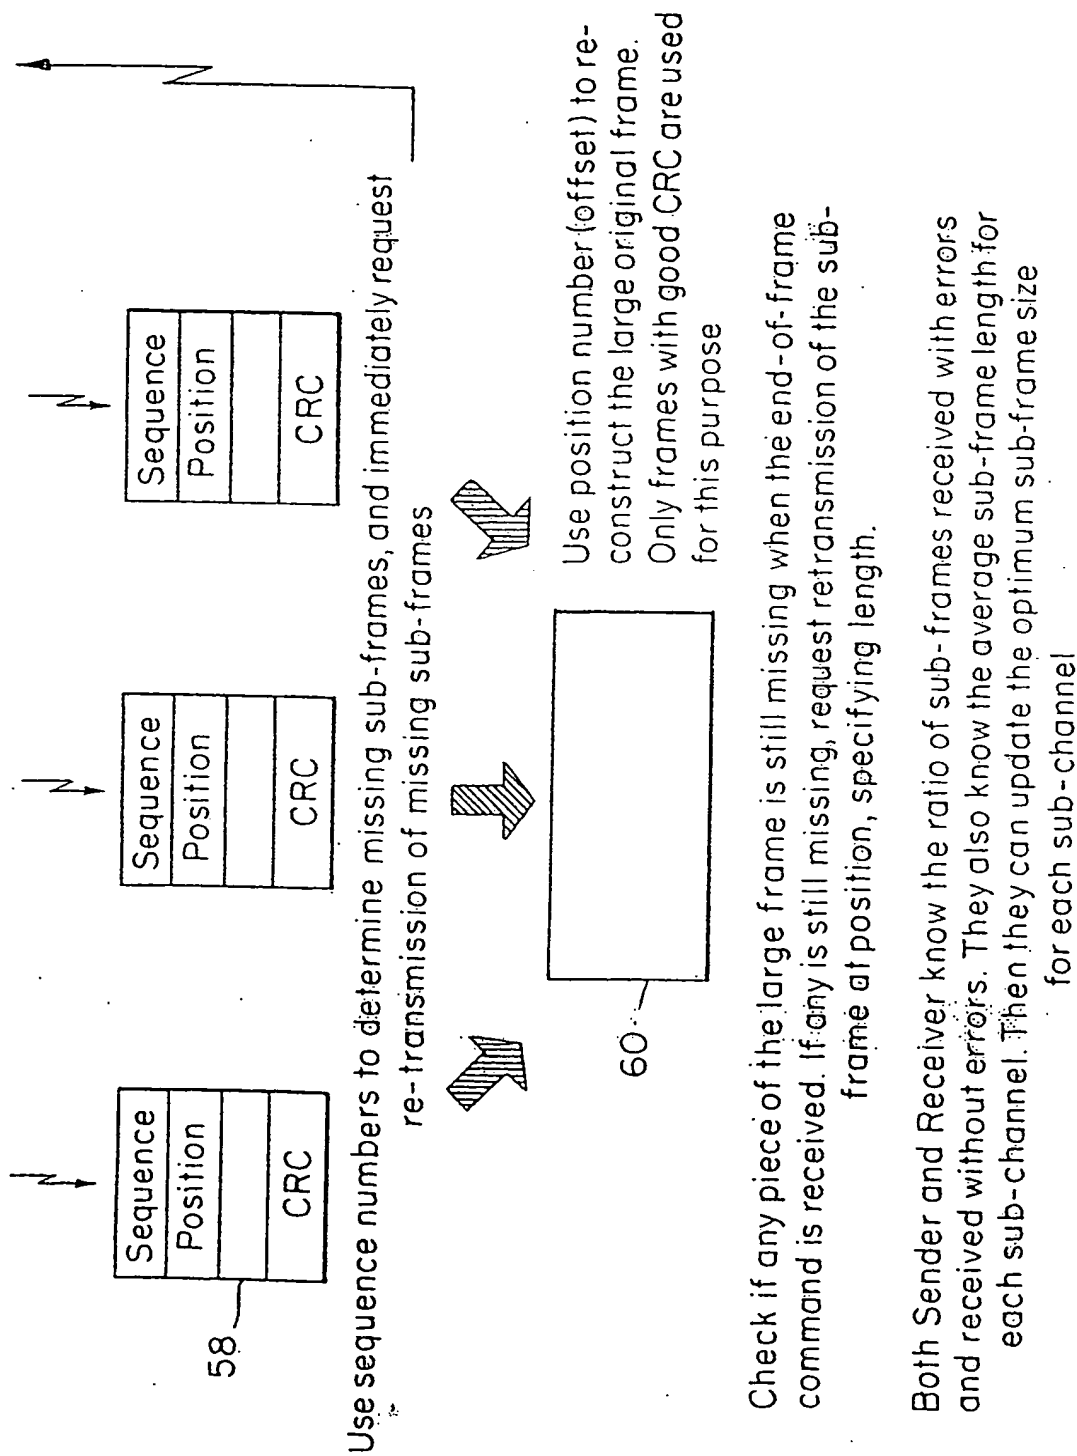 Sequence
Position
CRC
58
Sequence
Position
CRC
Sequence
Position
CRC
Use sequence numbers to determine missing sub-frames, and immediately request
re-transmission of missing sub-frames
60
Use position number (offset) to re-
construct the large original frame.
Only frames with good CRC are used
for this purpose
Check if any piece of the large frame is still missing when the end-of-frame
command is received. If any is still missing, request retransmission of the sub-
frame at position, specifying length.
Both Sender and Receiver know the ratio of sub-frames received with errors
and received without errors. They also know the average sub-frame length for
each sub-channel. Then they can update the optimum sub-frame size
for each sub-channel